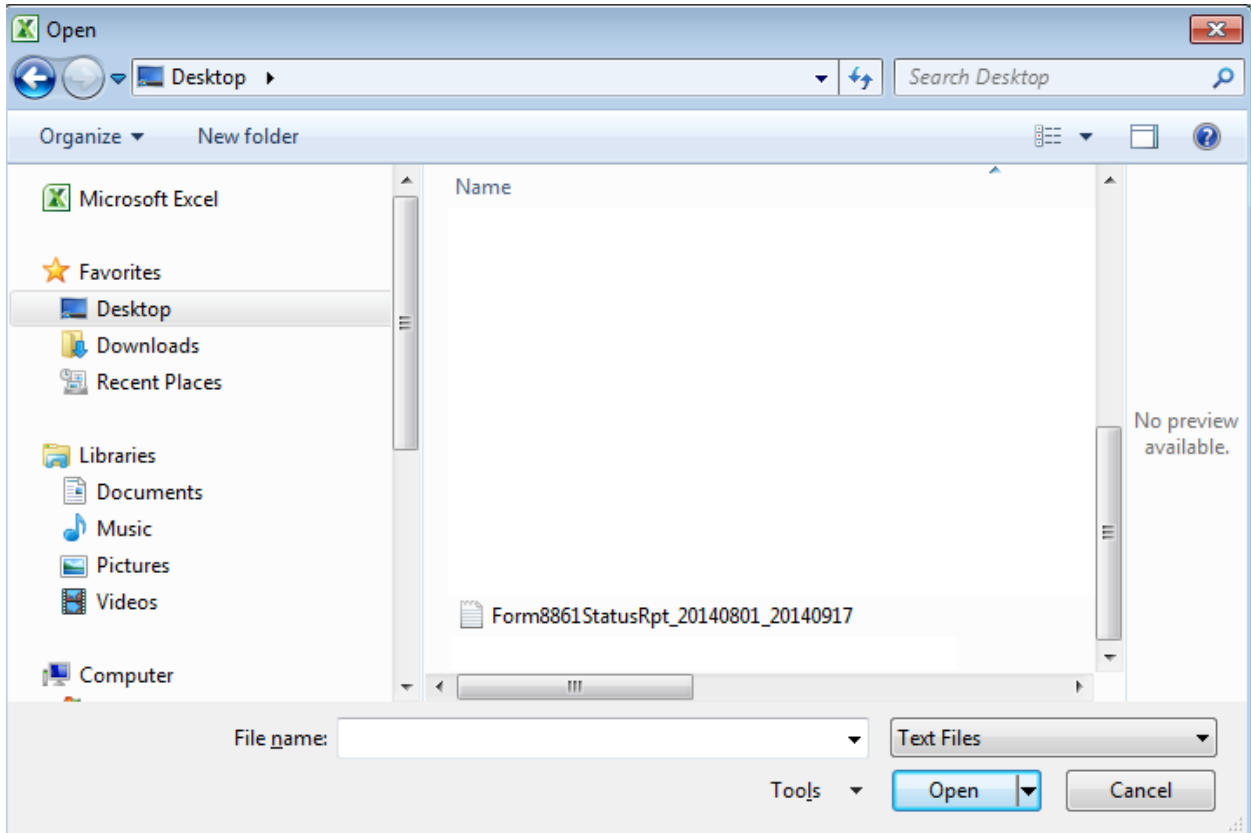 Open
Desktop
Search Desktop
Organize
New folder
Microsoft Excel
Favorites
Desktop
Downloads
Recent Places
Libraries
Documents
Music
Pictures
Videos
Computer
Name
Form8861StatusRpt_20140801_20140917
No preview
available.
File name:
Text Files
Tools
Open
Cancel